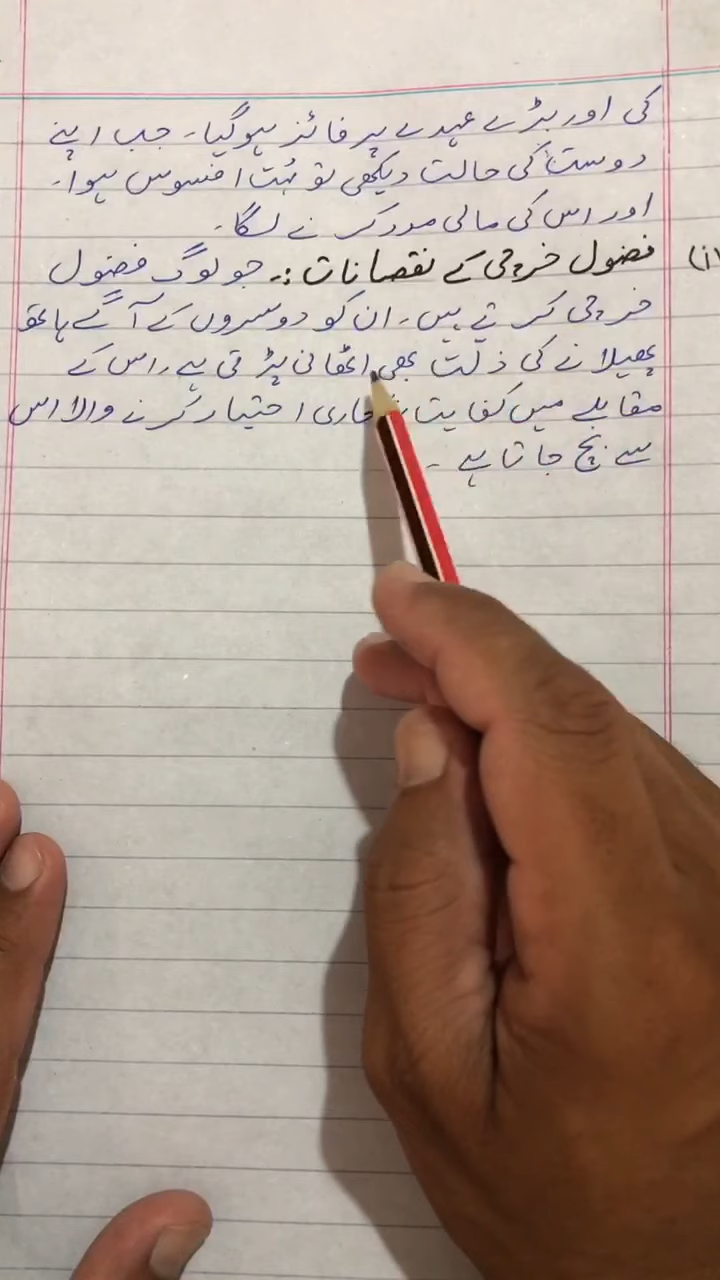 کی اور بڑے عہدے پر فائز ہوگیا۔ جب اپنے
دوست کی حالت دیکھی تو بُہت افسوس ہوا۔
اور اس کی مالی مدد کرنے لگا۔
فضول خرچی کے نقصانات :۔ جو لوگ فضول
خرچی کرتے ہیں۔ ان کو دوسروں کے آگے ہاتھ
پھیلانے کی ذلّت بھی اٹھانی پڑتی ہے۔ اس کے
مقابلے میں کفایت شعاری اختیار کرنے والا اس
سے بچ جاتا ہے۔